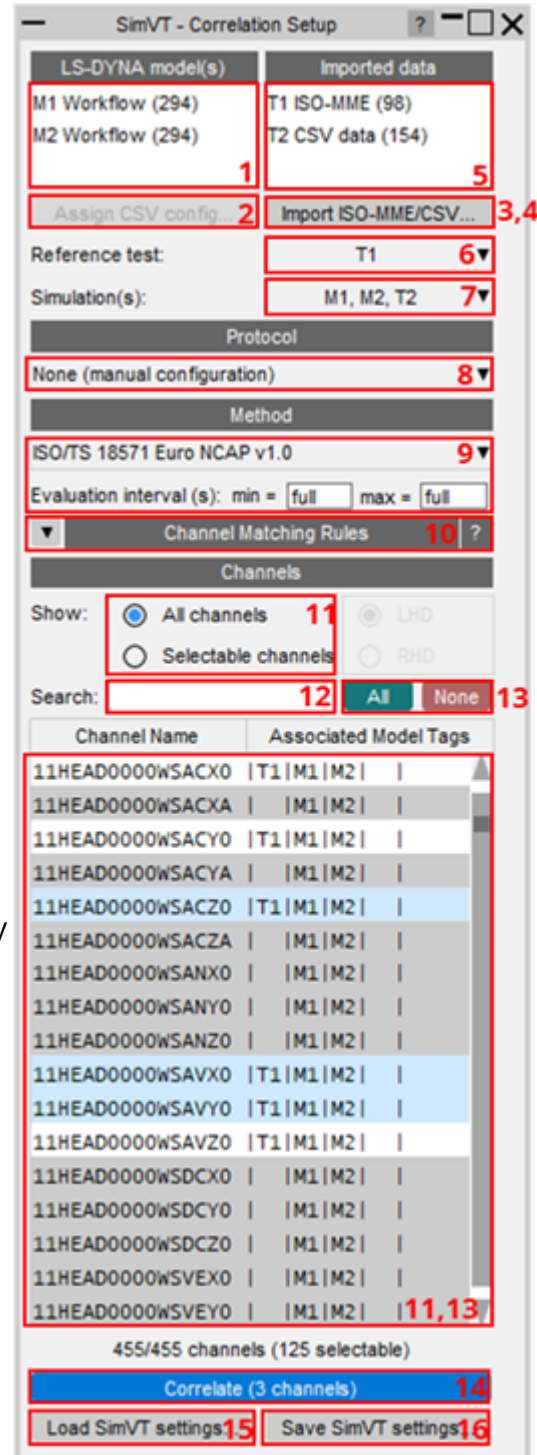 SimVT - Correlation Setup ?
LS-DYNA model(s) Imported data
M1 Workflow (294) T1 ISO-MME (98)
M2 Workflow (294) T2 CSV data (154)
1 5
Assign CSV config... 2 Import ISO-MME/CSV... 3,4
Reference test: T1 6
Simulation(s): M1, M2, T2 7
Protocol
None (manual configuration) 8
Method
ISO/TS 18571 Euro NCAP v1.0 9
Evaluation interval (s): min = full max = full
Channel Matching Rules 10 ?
Channels
Show: All channels 11 LHD
Selectable channels RHD
Search: 12 All None 13
Channel Name Associated Model Tags
11HEAD0000WSACX0 |T1|M1|M2| |
11HEAD0000WSACXA | |M1|M2| |
11HEAD0000WSACY0 |T1|M1|M2| |
11HEAD0000WSACYA | |M1|M2| |
11HEAD0000WSACZ0 |T1|M1|M2| |
/
11HEAD0000WSACZA | |M1|M2| |
11HEAD0000WSANX0 | |M1|M2| |
11HEAD0000WSANY0 | |M1|M2| |
11HEAD0000WSANZ0 | |M1|M2| |
11HEAD0000WSAVX0 |T1|M1|M2| |
11HEAD0000WSAVY0 |T1|M1|M2| |
11HEAD0000WSAVZ0 |T1|M1|M2| |
11HEAD0000WSDCX0 | |M1|M2| |
11HEAD0000WSDCY0 | |M1|M2| |
11HEAD0000WSDCZ0 | |M1|M2| |
11HEAD0000WSVEX0 | |M1|M2| |
11HEAD0000WSVEY0 | |M1|M2| | 11,13
455/455 channels (125 selectable)
Correlate (3 channels) 14
Load SimVT settings... 15 Save SimVT settings... 16